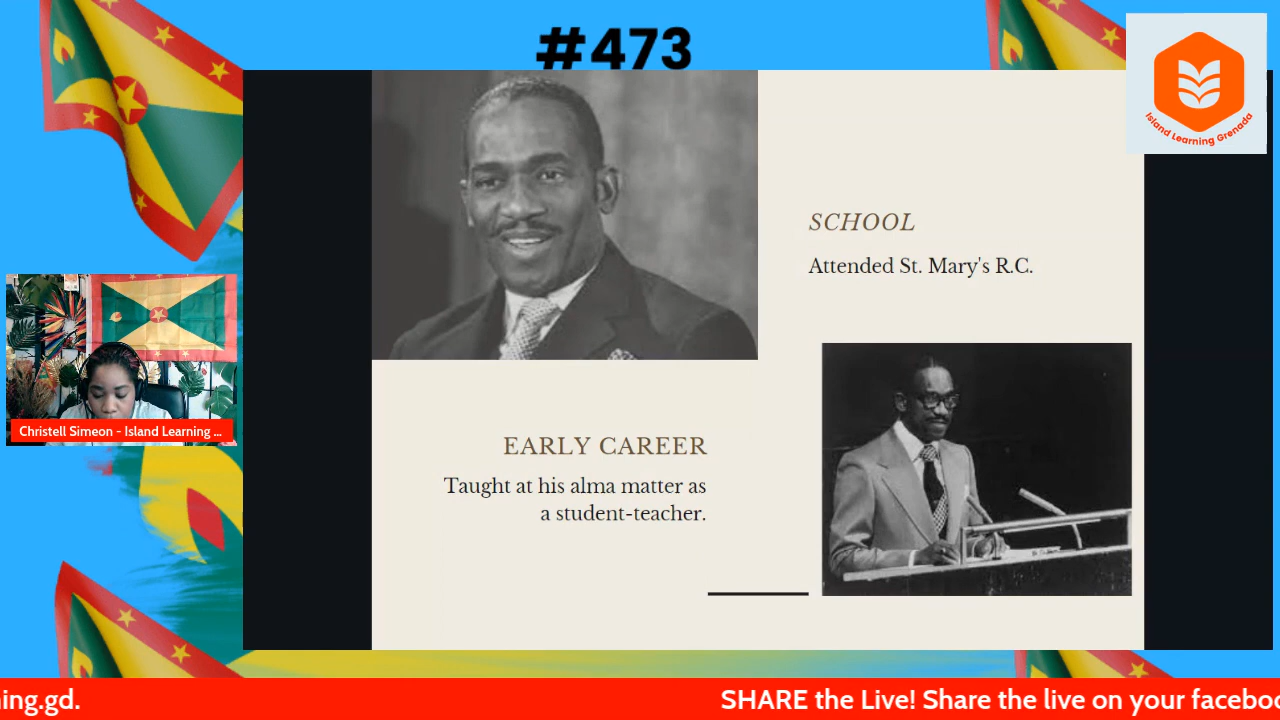 #473
Island Learning Grenada
SCHOOL
Attended St. Mary's R.C.
Christell Simeon - Island Learning ...
EARLY CAREER
Taught at his alma matter as
a student-teacher.
ning.gd.
SHARE the Live! Share the live on your faceboo